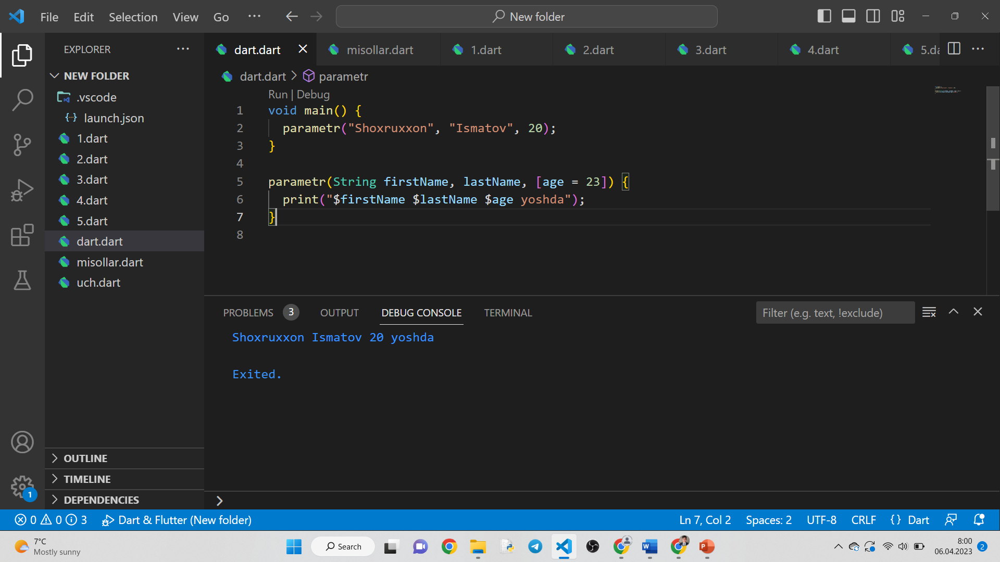 File Edit Selection View Go ··· New folder
EXPLORER ···
NEW FOLDER
.vscode
launch.json
1.dart
2.dart
3.dart
4.dart
5.dart
dart.dart
misollar.dart
uch.dart
OUTLINE
TIMELINE
DEPENDENCIES
1
dart.dart misollar.dart 1.dart 2.dart 3.dart 4.dart 5.da ···
dart.dart > parametr
Run | Debug
1 void main() {
2 parametr("Shoxruxxon", "Ismatov", 20);
3 }
4
5 parametr(String firstName, lastName, [age = 23]) {
6 print("$firstName $lastName $age yoshda");
7 }
8
PROBLEMS 3 OUTPUT DEBUG CONSOLE TERMINAL Filter (e.g. text, !exclude)
Shoxruxxon Ismatov 20 yoshda
Exited.
0 0 3 Dart & Flutter (New folder) Ln 7, Col 2 Spaces: 2 UTF-8 CRLF {} Dart
7°C
Mostly sunny
Search
W
P
8:00
06.04.2023
2